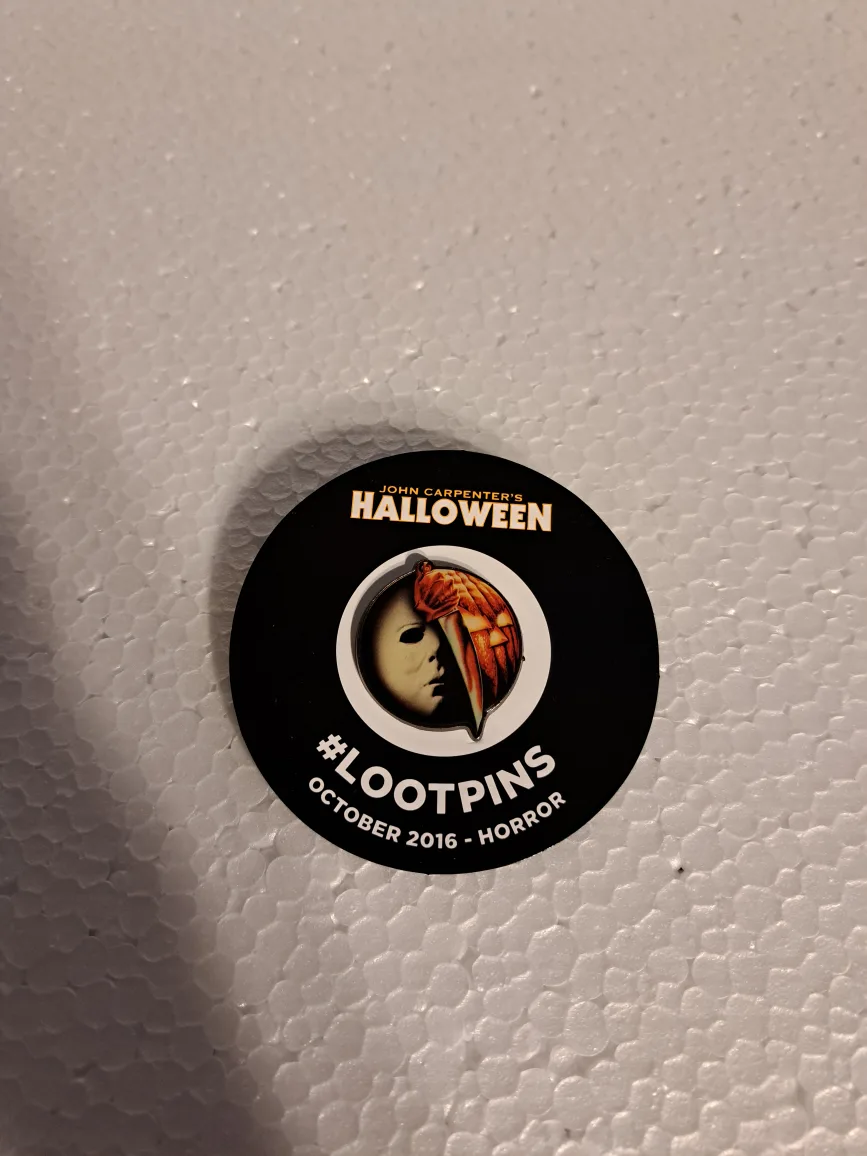 JOHN CARPENTER'S
HALLOWEEN
#LOOTPINS
OCTOBER 2016 - HORROR